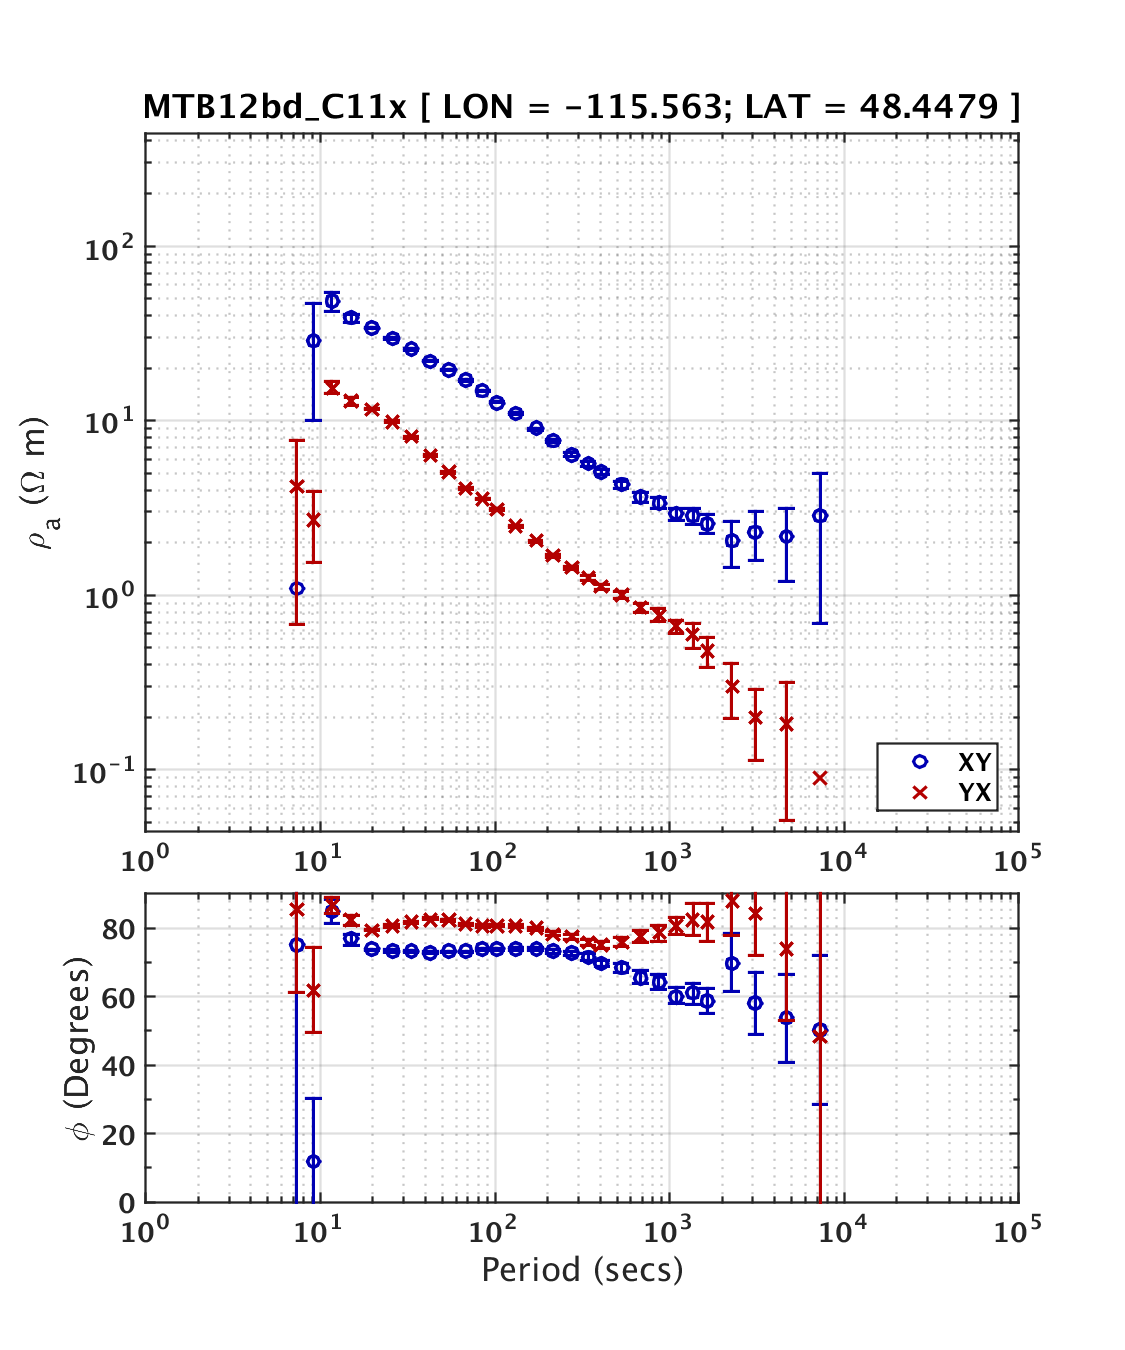 MTB12bd_C11x [ LON = -115.563; LAT = 48.4479 ]
10²
10¹
10⁰
10⁻¹
ρₐ (Ω m)
XY
YX
10⁰ 10¹ 10² 10³ 10⁴ 10⁵
80
60
40
20
0
ϕ (Degrees)
10⁰ 10¹ 10² 10³ 10⁴ 10⁵
Period (secs)